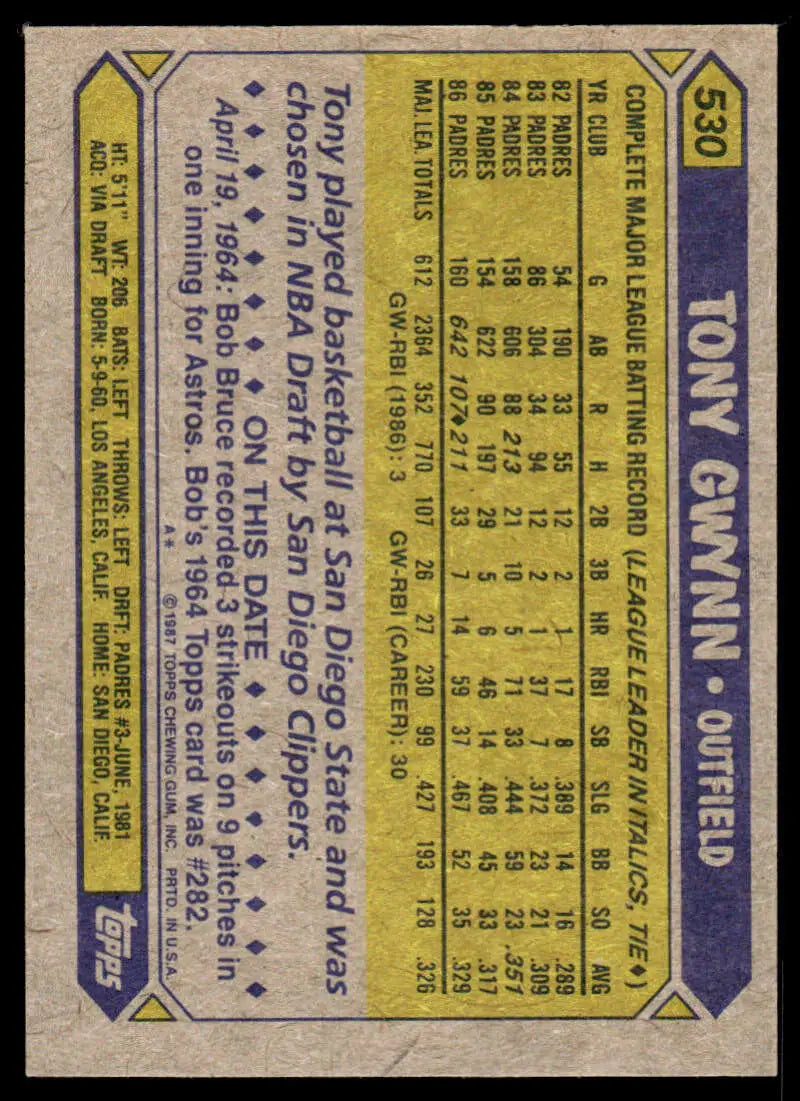 530
TONY GWYNN • OUTFIELD
COMPLETE MAJOR LEAGUE BATTING RECORD (LEAGUE LEADER IN ITALICS, TIE♦)
YR CLUB G AB R H 2B 3B HR RBI SB SLG BB SO AVG
82 PADRES 54 190 33 55 12 2 1 17 8 .389 14 16 .289
83 PADRES 86 304 34 94 12 2 1 37 7 .372 23 21 .309
84 PADRES 158 606 88 213 21 10 5 71 33 .444 59 23 .351
85 PADRES 154 622 90 197 29 5 6 46 14 .408 45 33 .317
86 PADRES 160 642 107♦ 211 33 7 14 59 37 .467 52 35 .329
MAJ. LEA. TOTALS 612 2364 352 770 107 26 27 230 99 .427 193 128 .326
GW-RBI (1986): 3 GW-RBI (CAREER): 30
Tony played basketball at San Diego State and was
chosen in NBA Draft by San Diego Clippers.
♦ ♦ ♦ ♦ ♦ ♦ ON THIS DATE ♦ ♦ ♦ ♦ ♦ ♦
April 19, 1964: Bob Bruce recorded 3 strikeouts on 9 pitches in
one inning for Astros. Bob's 1964 Topps card was #282.
A* ©1987 TOPPS CHEWING GUM, INC. PRTD. IN U.S.A.
HT: 5'11" WT: 206 BATS: LEFT THROWS: LEFT DRFT: PADRES #3-JUNE, 1981
ACQ: VIA DRAFT BORN: 5-9-60, LOS ANGELES, CALIF. HOME: SAN DIEGO, CALIF.
topps